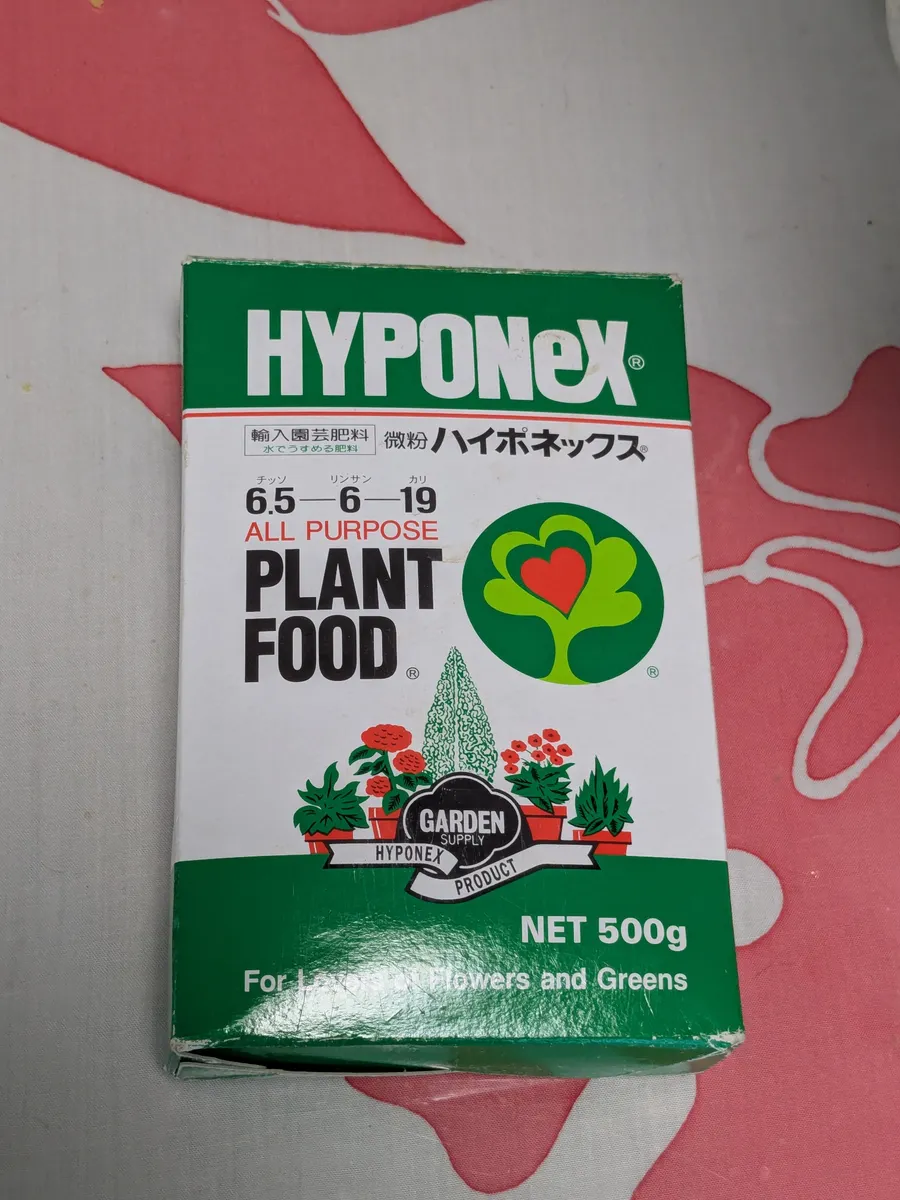 HYPONeX®
輸入園芸肥料
水でうすめる肥料
微粉 ハイポネックス®
チッソ リンサン カリ
6.5—6—19
ALL PURPOSE
PLANT
FOOD®
®
GARDEN
SUPPLY
HYPONEX
PRODUCT
NET 500g
For Lovers of Flowers and Greens